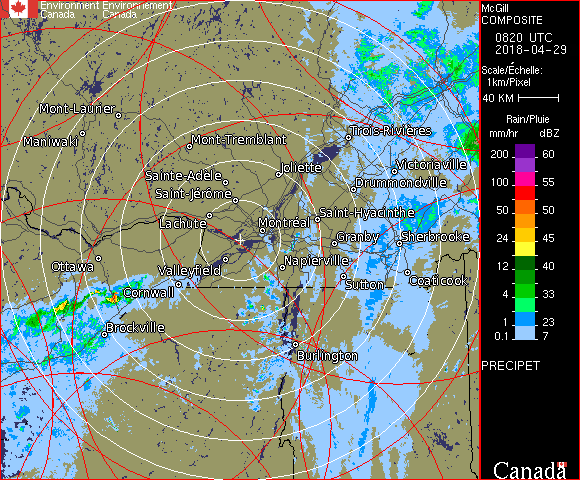 Environment Environnement
Canada Canada
McGill
COMPOSITE
0820 UTC
2018-04-29
Scale/Échelle:
1km/Pixel
40 KM
Rain/Pluie
mm/hr dBZ
200 60
100 55
50 50
24 45
12 40
4 33
2 23
0.1 7
PRECIPET
Canada
Mont-Laurier
Maniwaki
Mont-Tremblant
Trois-Rivières
Joliette
Victoriaville
Sainte-Adèle
Drummondville
Saint-Jérôme
Lachute
Saint-Hyacinthe
Montréal
Granby
Sherbrooke
Ottawa
Valleyfield
Napierville
Sutton
Coaticook
Cornwall
Brockville
Burlington